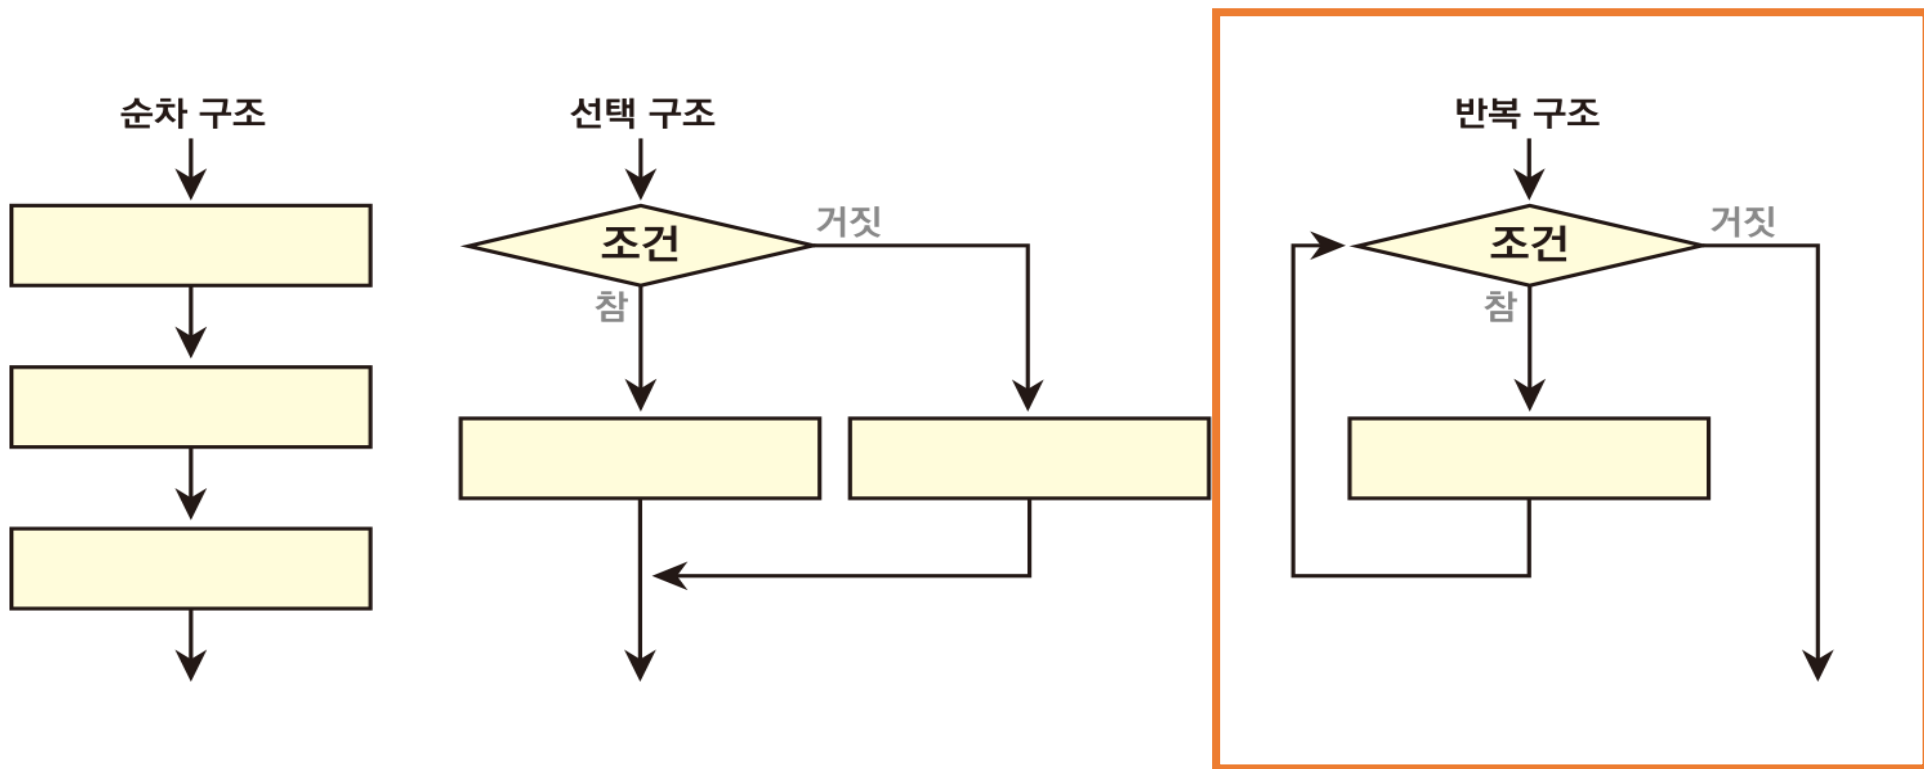 순차 구조
선택 구조
조건
거짓
참
반복 구조
조건
거짓
참